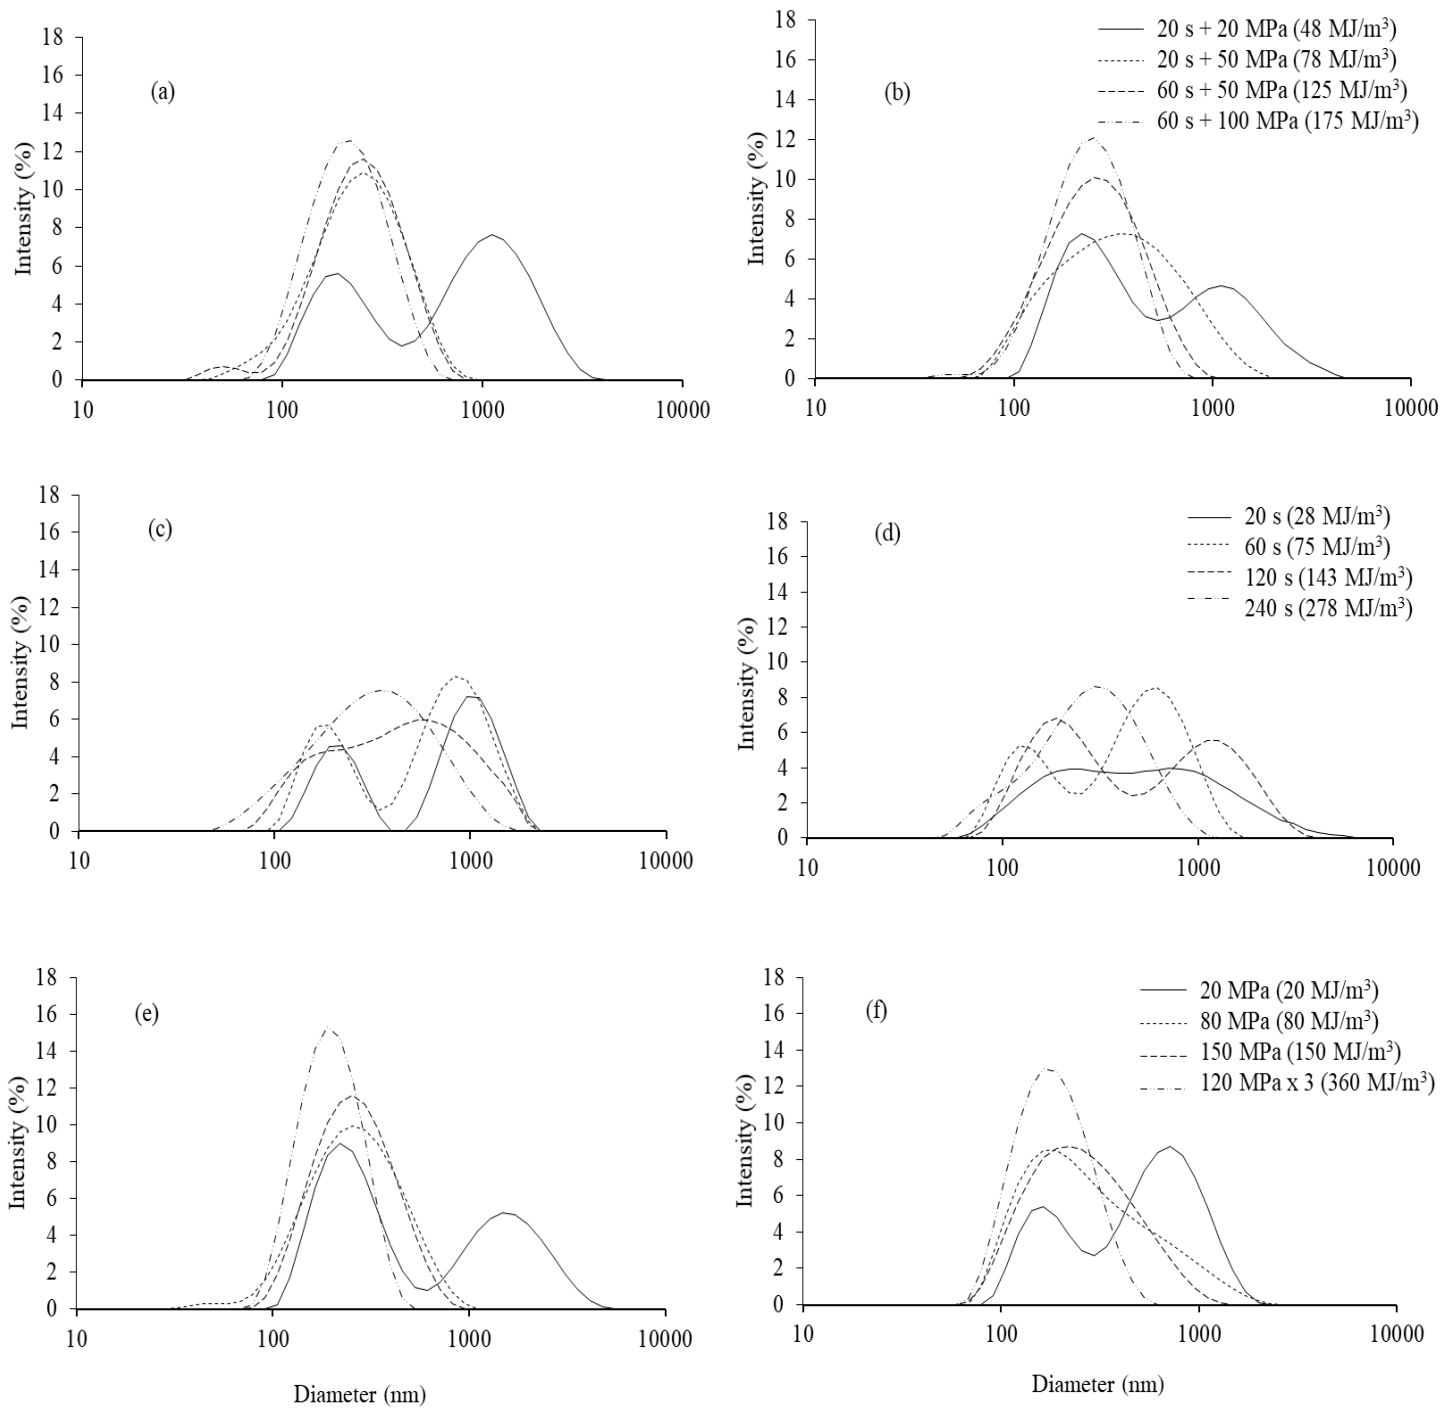 Intensity (%)
18
16
14
12
10
8
6
4
2
0
(a)
10 100 1000 10000
Intensity (%)
18
16
14
12
10
8
6
4
2
0
(b)
20 s + 20 MPa (48 MJ/m³)
20 s + 50 MPa (78 MJ/m³)
60 s + 50 MPa (125 MJ/m³)
60 s + 100 MPa (175 MJ/m³)
10 100 1000 10000
Intensity (%)
18
16
14
12
10
8
6
4
2
0
(c)
10 100 1000 10000
Intensity (%)
18
16
14
12
10
8
6
4
2
0
(d)
20 s (28 MJ/m³)
60 s (75 MJ/m³)
120 s (143 MJ/m³)
240 s (278 MJ/m³)
10 100 1000 10000
Intensity (%)
18
16
14
12
10
8
6
4
2
0
(e)
10 100 1000 10000
Diameter (nm)
Intensity (%)
18
16
14
12
10
8
6
4
2
0
(f)
20 MPa (20 MJ/m³)
80 MPa (80 MJ/m³)
150 MPa (150 MJ/m³)
120 MPa x 3 (360 MJ/m³)
10 100 1000 10000
Diameter (nm)